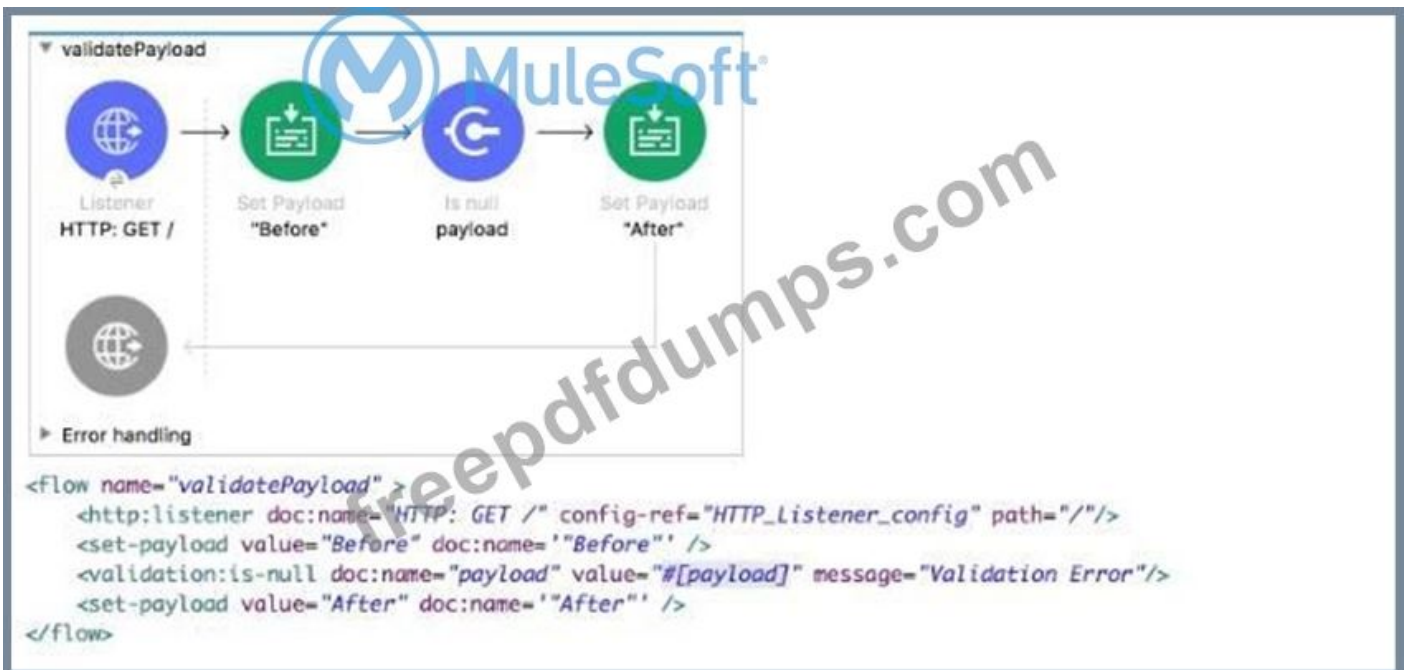 validatePayload
MuleSoft
Listener
HTTP: GET /
Set Payload
"Before"
Is null
payload
Set Payload
"After"
Error handling
freepdfdumps.com
<flow name="validatePayload" >
<http:listener doc:name="HTTP: GET /" config-ref="HTTP_Listener_config" path="/"/>
<set-payload value="Before" doc:name='"Before"' />
<validation:is-null doc:name="payload" value="#[payload]" message="Validation Error"/>
<set-payload value="After" doc:name='"After"' />
</flow>